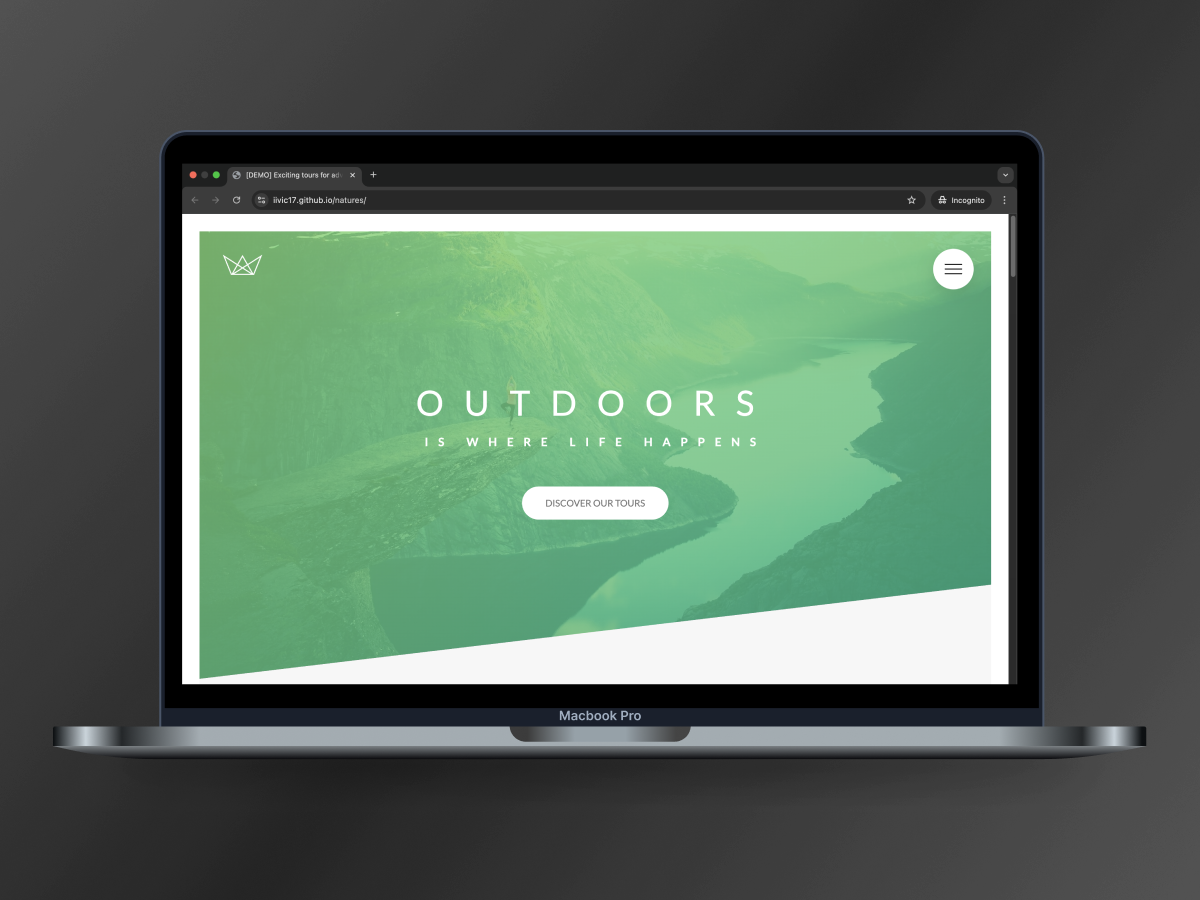 [DEMO] Exciting tours for adv
iivic17.github.io/natures/
Incognito
OUTDOORS
IS WHERE LIFE HAPPENS
DISCOVER OUR TOURS
Macbook Pro